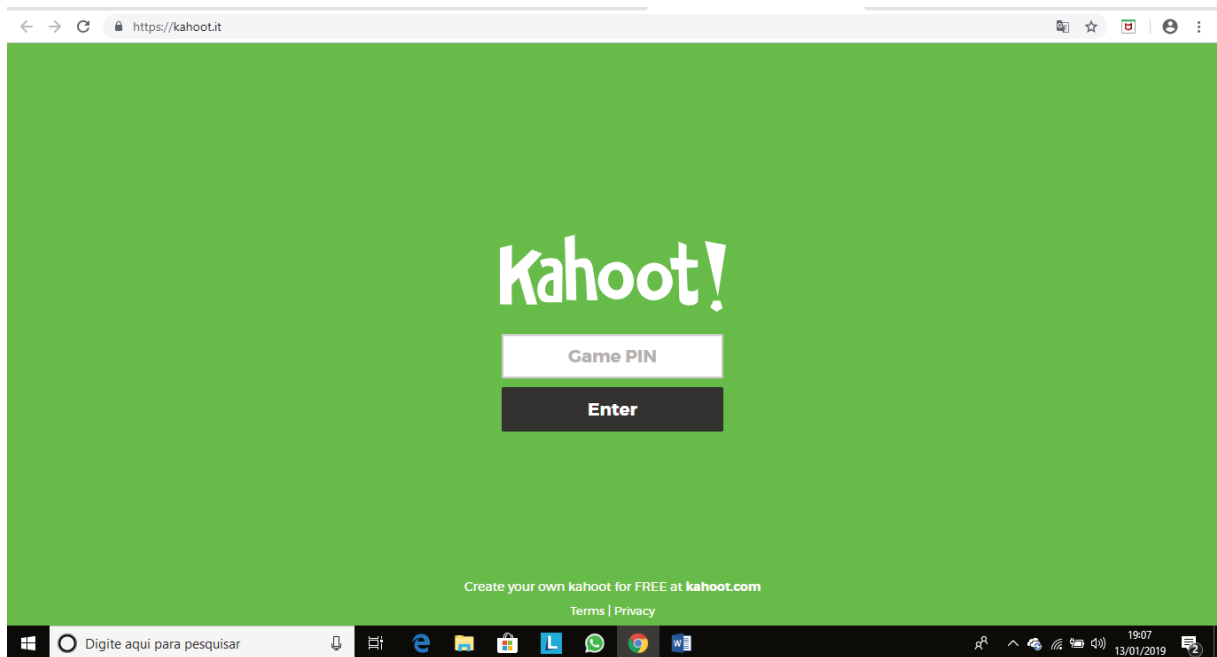 https://kahoot.it
Kahoot!
Game PIN
Enter
Create your own kahoot for FREE at kahoot.com
Terms | Privacy
Digite aqui para pesquisar
L
W
19:07
13/01/2019
2